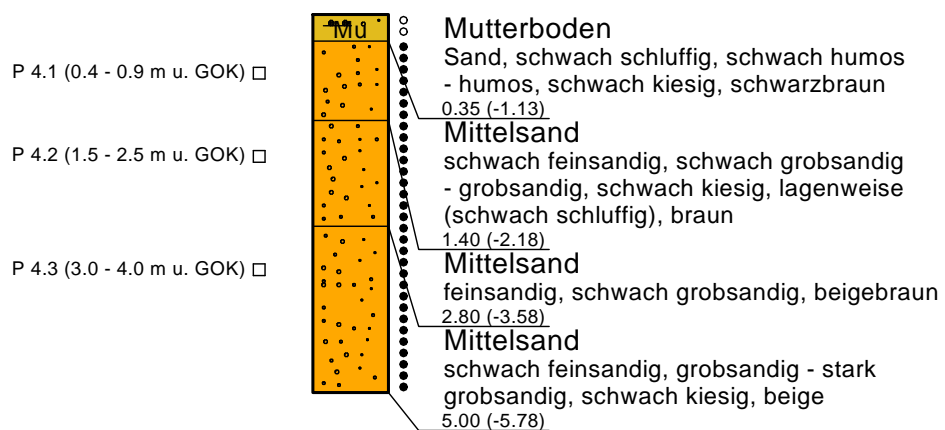 Mu
Mutterboden
Sand, schwach schluffig, schwach humos
- humos, schwach kiesig, schwarzbraun
0.35 (-1.13)
P 4.1 (0.4 - 0.9 m u. GOK)
Mittelsand
schwach feinsandig, schwach grobsandig
- grobsandig, schwach kiesig, lagenweise
(schwach schluffig), braun
1.40 (-2.18)
P 4.2 (1.5 - 2.5 m u. GOK)
Mittelsand
feinsandig, schwach grobsandig, beigebraun
2.80 (-3.58)
P 4.3 (3.0 - 4.0 m u. GOK)
Mittelsand
schwach feinsandig, grobsandig - stark
grobsandig, schwach kiesig, beige
5.00 (-5.78)